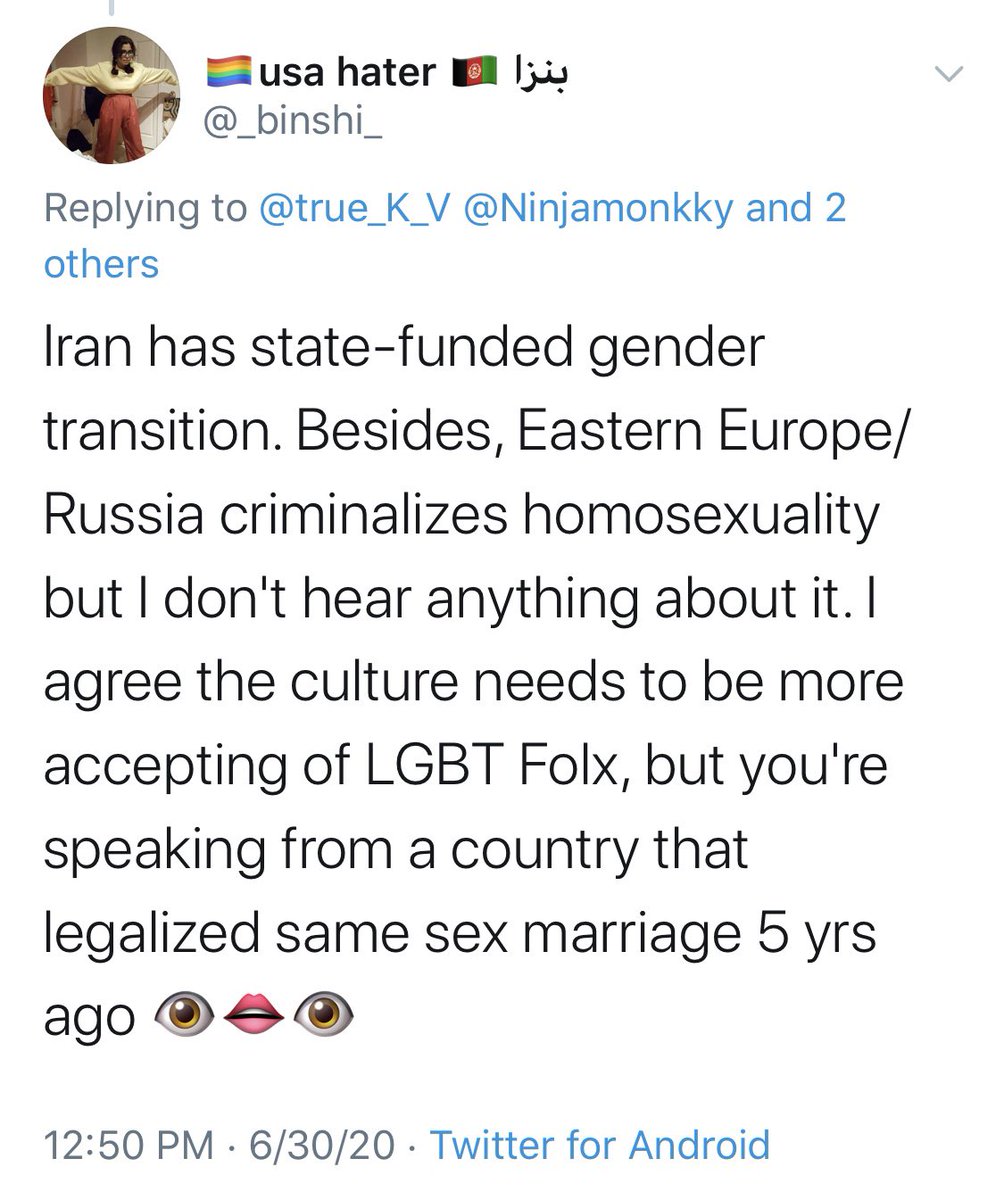 🏳️‍🌈usa hater 🇦🇫 بنزا
@_binshi_
Replying to @true_K_V @Ninjamonkky and 2
others
Iran has state-funded gender
transition. Besides, Eastern Europe/
Russia criminalizes homosexuality
but I don't hear anything about it. I
agree the culture needs to be more
accepting of LGBT Folx, but you're
speaking from a country that
legalized same sex marriage 5 yrs
ago 👁️👄👁️
12:50 PM · 6/30/20 · Twitter for Android